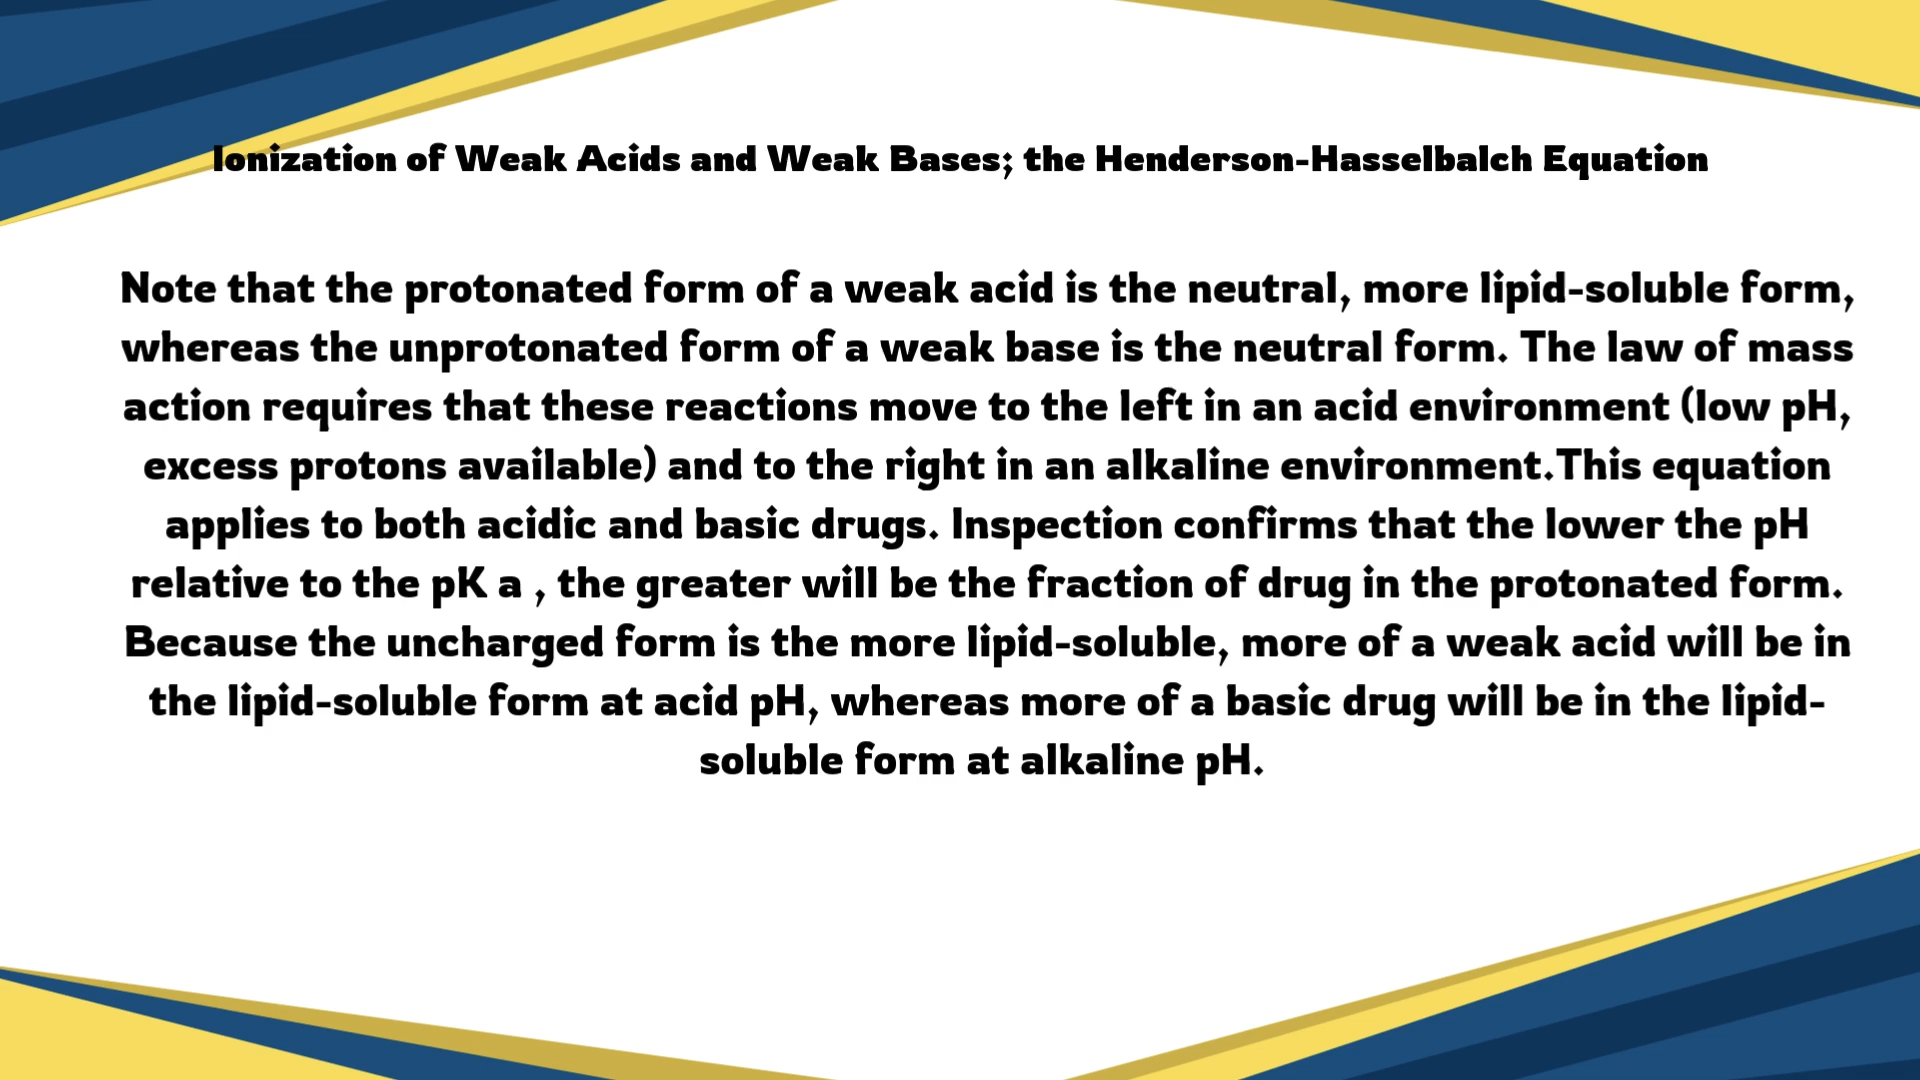 Ionization of Weak Acids and Weak Bases; the Henderson-Hasselbalch Equation
Note that the protonated form of a weak acid is the neutral, more lipid-soluble form,
whereas the unprotonated form of a weak base is the neutral form. The law of mass
action requires that these reactions move to the left in an acid environment (low pH,
excess protons available) and to the right in an alkaline environment.This equation
applies to both acidic and basic drugs. Inspection confirms that the lower the pH
relative to the pK a , the greater will be the fraction of drug in the protonated form.
Because the uncharged form is the more lipid-soluble, more of a weak acid will be in
the lipid-soluble form at acid pH, whereas more of a basic drug will be in the lipid-
soluble form at alkaline pH.